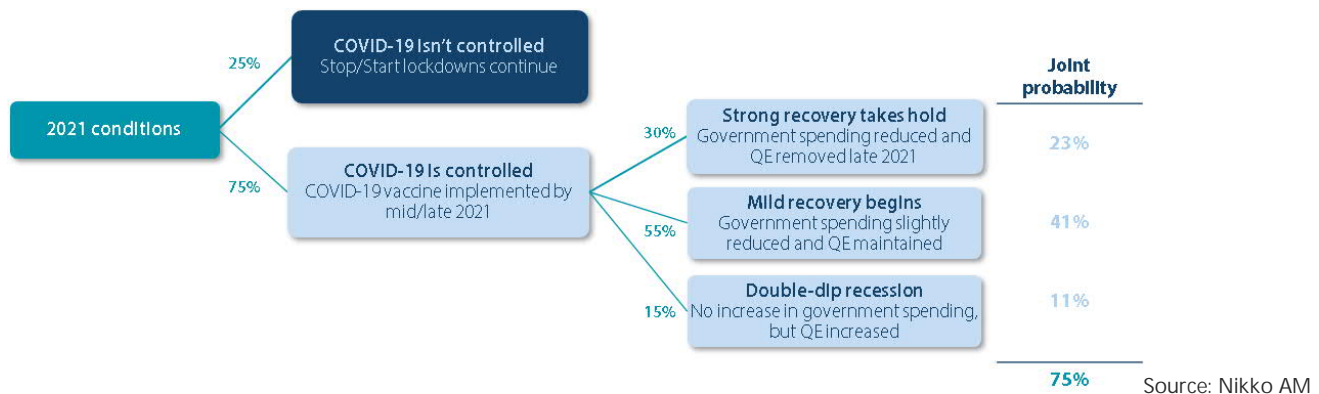 COVID-19 isn't controlled
Stop/Start lockdowns continue
25%
2021 conditions
75%
COVID-19 is controlled
COVID-19 vaccine implemented by
mid/late 2021
Joint
probability
30%
Strong recovery takes hold
Government spending reduced and
QE removed late 2021
23%
55%
Mild recovery begins
Government spending slightly
reduced and QE maintained
41%
15%
Double-dip recession
No increase in government spending,
but QE increased
11%
75%
Source: Nikko AM